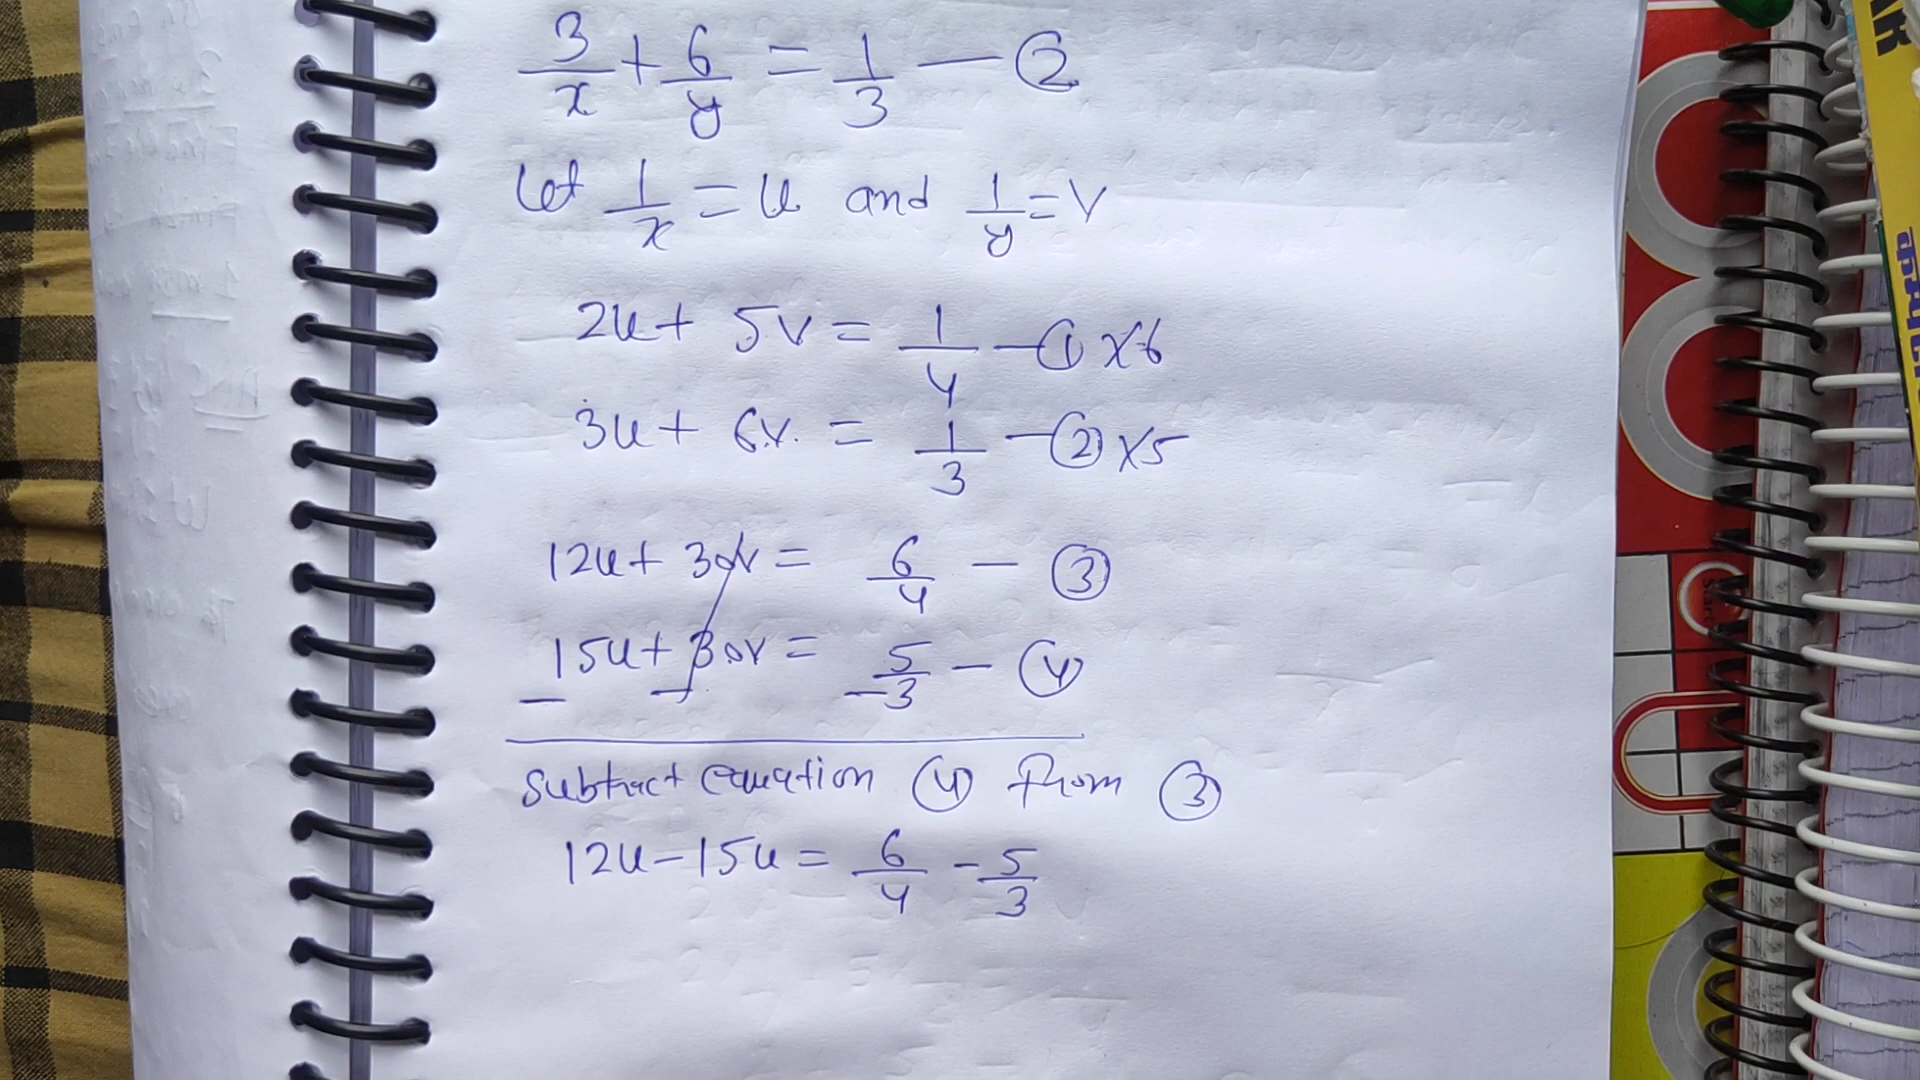 3/x + 6/y = 1/3 — ②
Let 1/x = u and 1/y = v
2u + 5v = 1/4 — ① ×6
3u + 6v. = 1/3 — ② ×5
12u + 30v = 6/4 — ③
15u + 30v = 5/3 — ④
— — —
Subtract equation ④ from ③
12u – 15u = 6/4 – 5/3